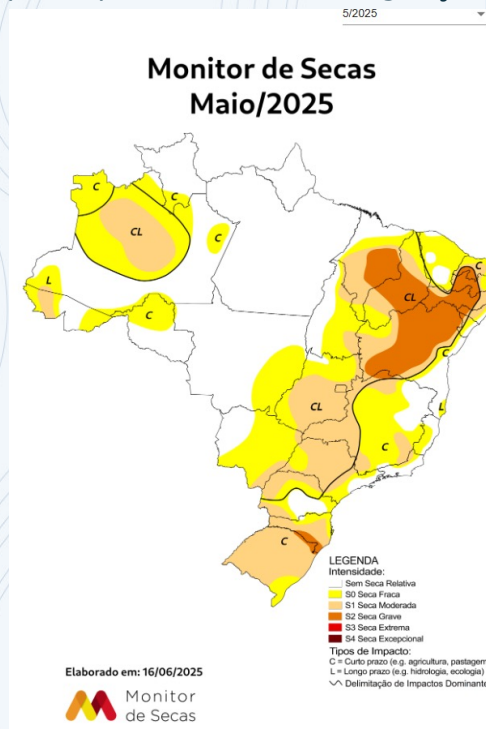 5/2025
Monitor de Secas
Maio/2025
C
C
CL
C
L
C
C
CL
C
CL
L
C
C
LEGENDA
Intensidade:
Sem Seca Relativa
S0 Seca Fraca
S1 Seca Moderada
S2 Seca Grave
S3 Seca Extrema
S4 Seca Excepcional
Tipos de Impacto:
C = Curto prazo (e.g. agricultura, pastagem
L = Longo prazo (e.g. hidrologia, ecologia)
Delimitação de Impactos Dominante
Elaborado em: 16/06/2025
Monitor
de Secas